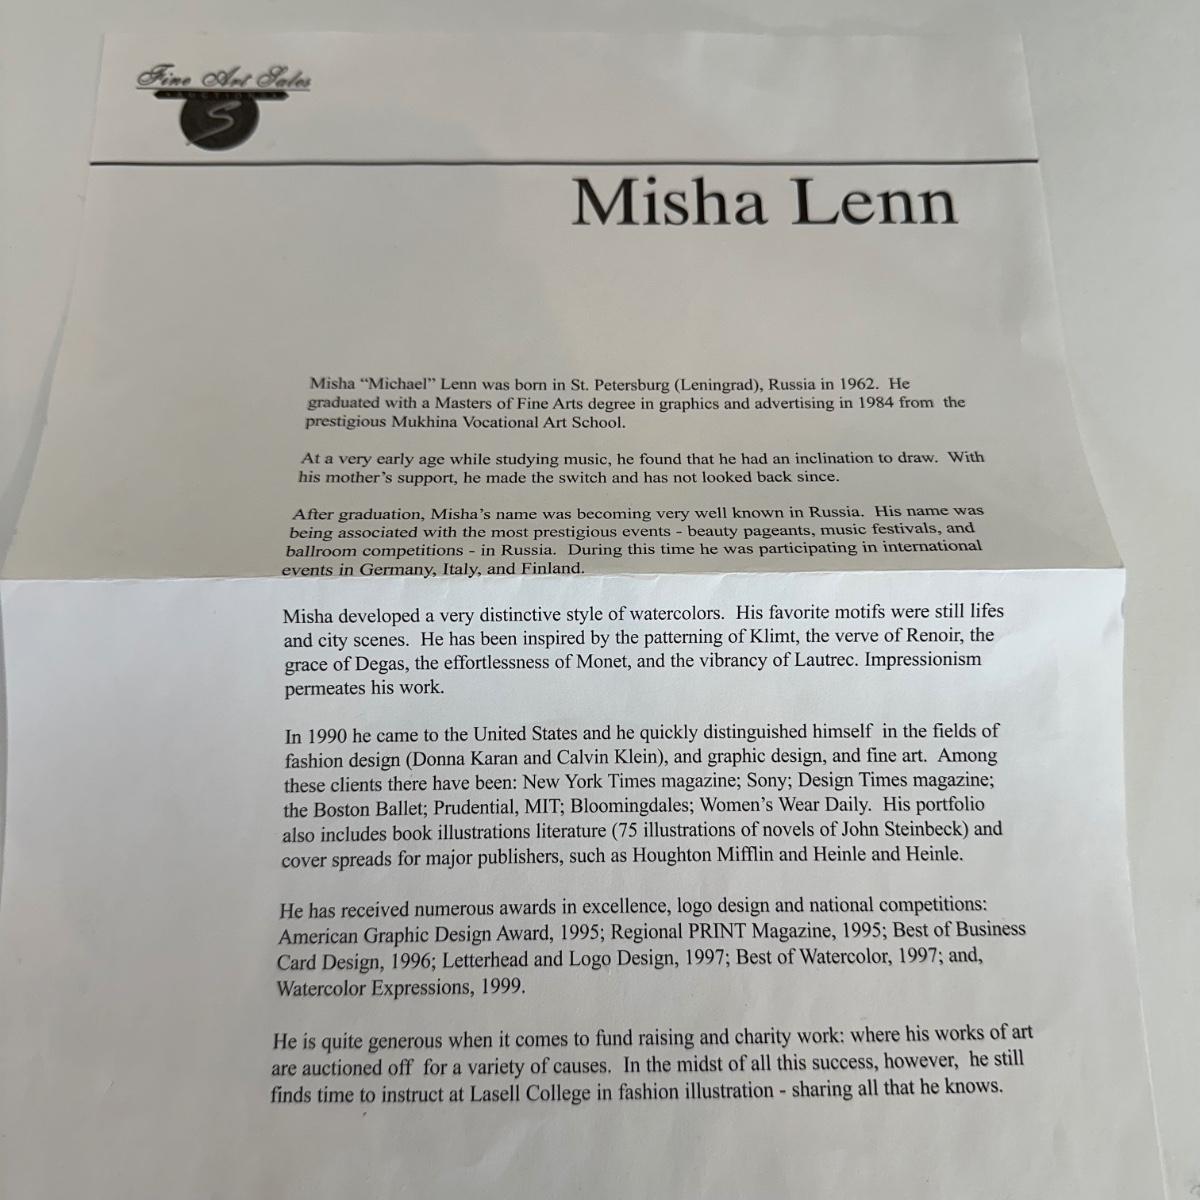 Fine Art Sales
S
Misha Lenn
Misha “Michael” Lenn was born in St. Petersburg (Leningrad), Russia in 1962. He
graduated with a Masters of Fine Arts degree in graphics and advertising in 1984 from the
prestigious Mukhina Vocational Art School.
At a very early age while studying music, he found that he had an inclination to draw. With
his mother’s support, he made the switch and has not looked back since.
After graduation, Misha’s name was becoming very well known in Russia. His name was
being associated with the most prestigious events - beauty pageants, music festivals, and
ballroom competitions - in Russia. During this time he was participating in international
events in Germany, Italy, and Finland.
Misha developed a very distinctive style of watercolors. His favorite motifs were still lifes
and city scenes. He has been inspired by the patterning of Klimt, the verve of Renoir, the
grace of Degas, the effortlessness of Monet, and the vibrancy of Lautrec. Impressionism
permeates his work.
In 1990 he came to the United States and he quickly distinguished himself in the fields of
fashion design (Donna Karan and Calvin Klein), and graphic design, and fine art. Among
these clients there have been: New York Times magazine; Sony; Design Times magazine;
the Boston Ballet; Prudential, MIT; Bloomingdales; Women’s Wear Daily. His portfolio
also includes book illustrations literature (75 illustrations of novels of John Steinbeck) and
cover spreads for major publishers, such as Houghton Mifflin and Heinle and Heinle.
He has received numerous awards in excellence, logo design and national competitions:
American Graphic Design Award, 1995; Regional PRINT Magazine, 1995; Best of Business
Card Design, 1996; Letterhead and Logo Design, 1997; Best of Watercolor, 1997; and,
Watercolor Expressions, 1999.
He is quite generous when it comes to fund raising and charity work: where his works of art
are auctioned off for a variety of causes. In the midst of all this success, however, he still
finds time to instruct at Lasell College in fashion illustration - sharing all that he knows.